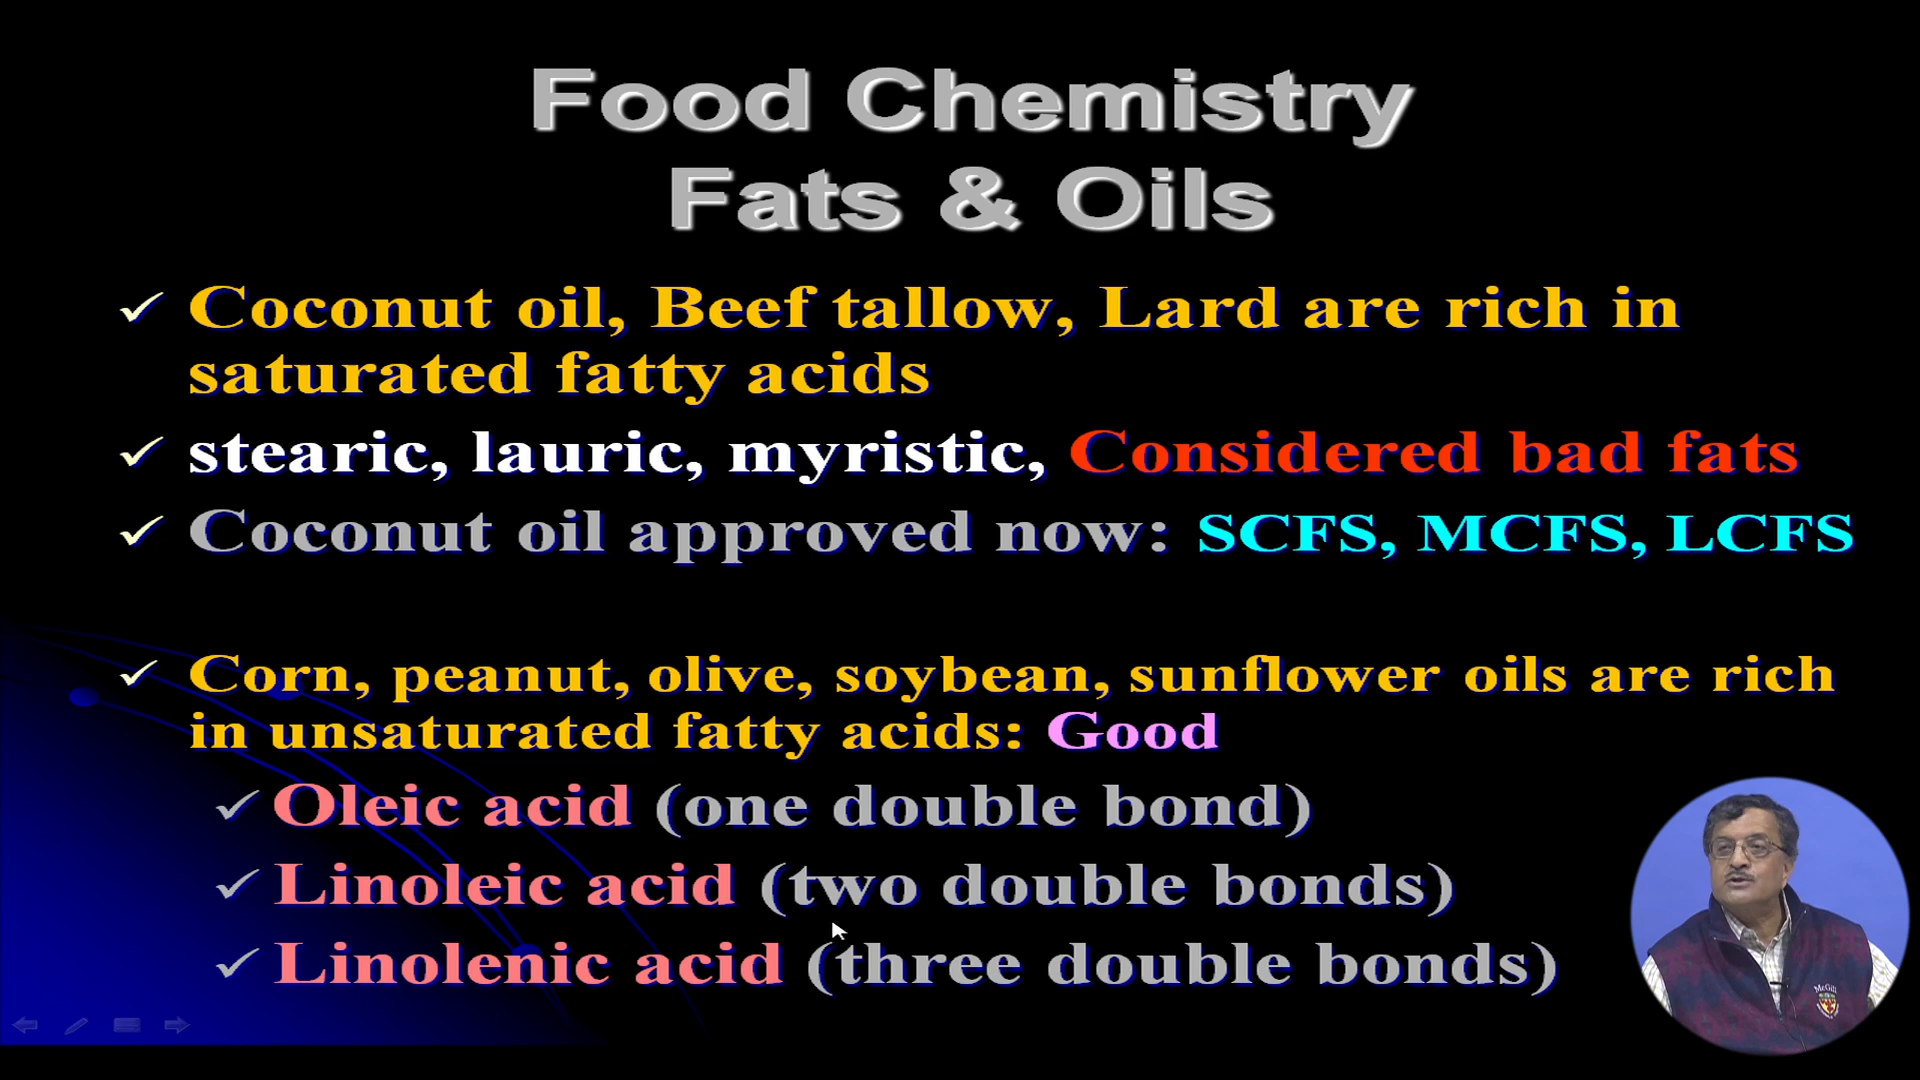 Food Chemistry
Fats & Oils
Coconut oil, Beef tallow, Lard are rich in
saturated fatty acids
stearic, lauric, myristic, Considered bad fats
Coconut oil approved now: SCFS, MCFS, LCFS
Corn, peanut, olive, soybean, sunflower oils are rich
in unsaturated fatty acids: Good
Oleic acid (one double bond)
Linoleic acid (two double bonds)
Linolenic acid (three double bonds)
McGill